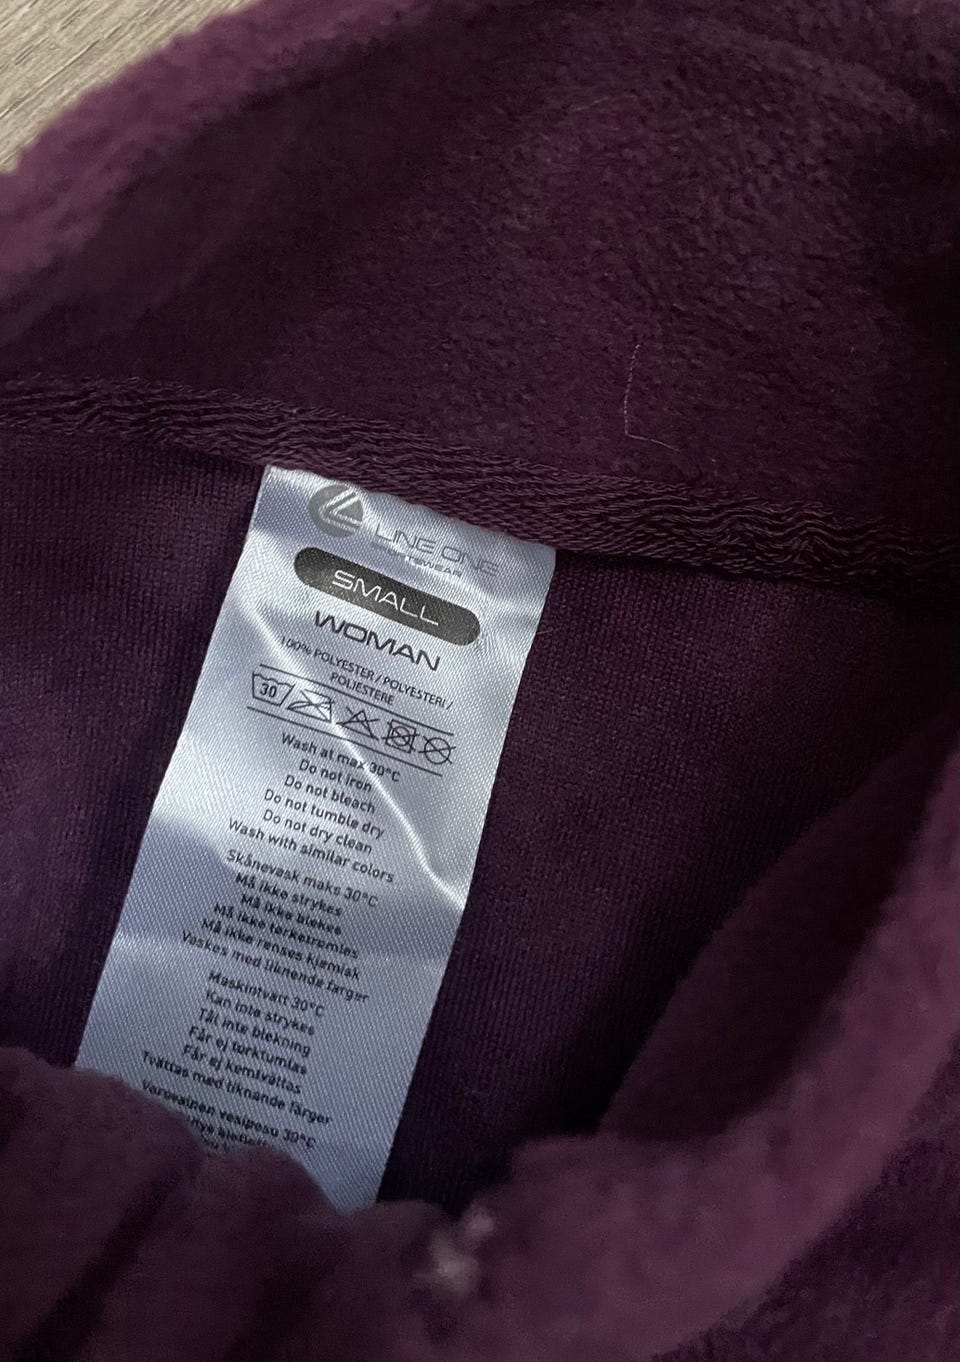 LINE ONE
SMALL
WOMAN
100% POLYESTER / POLYESTERI /
POLIESTERE
30
Wash at max 30°C
Do not iron
Do not bleach
Do not tumble dry
Do not dry clean
Wash with similar colors
Skånevask maks 30°C
Må ikke strykes
Må ikke blekes
Må ikke tørketromles
Må ikke renses kjemisk
Vaskes med liknende farger
Maskintvätt 30°C
Kan inte strykes
Tål inte blekning
Får ej torktumlas
Får ej kemtvättas
Tvättas med liknande färger
Varovainen vesipesu 30°C